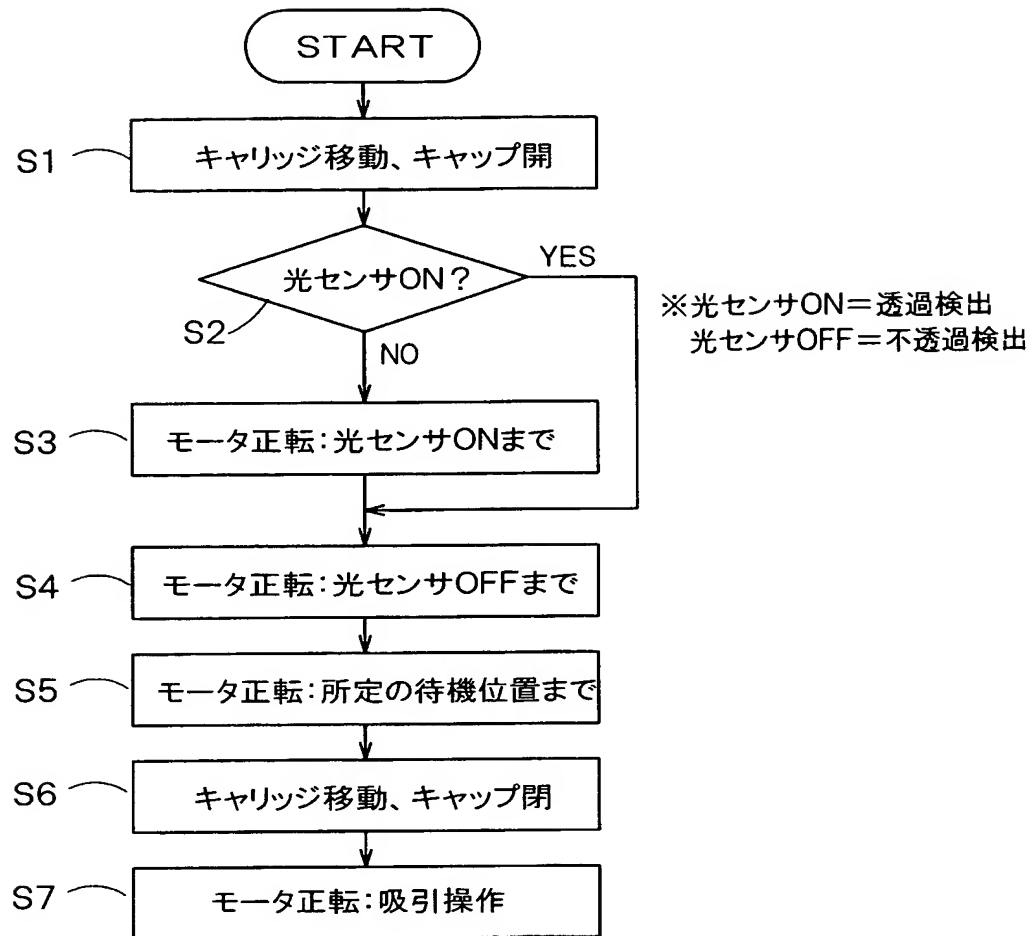 START
S1
キャリッジ移動、キャップ開
光センサON?
YES
S2
NO
※光センサON=透過検出
光センサOFF=不透過検出
S3
モータ正転:光センサONまで
S4
モータ正転:光センサOFFまで
S5
モータ正転:所定の待機位置まで
S6
キャリッジ移動、キャップ閉
S7
モータ正転:吸引操作